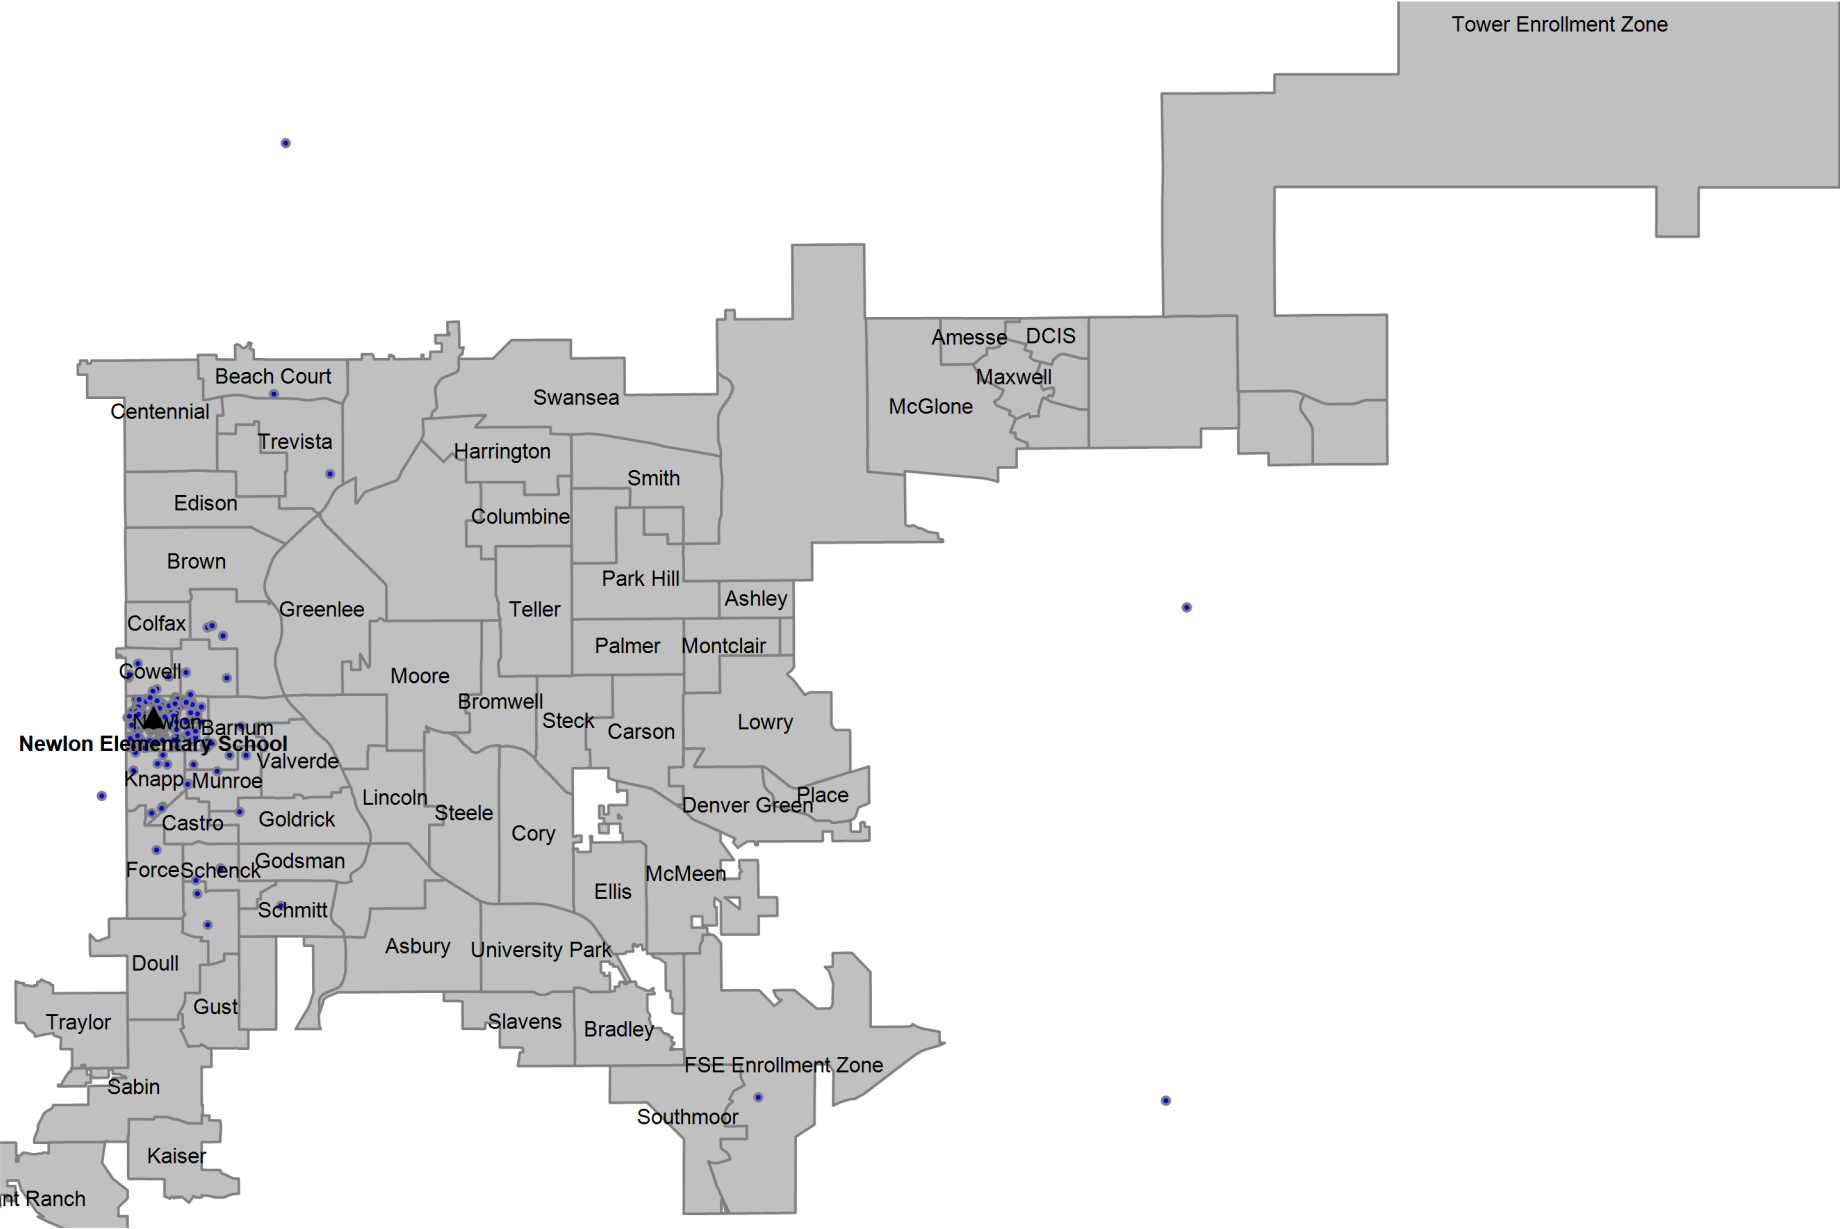 Tower Enrollment Zone
Amesse
DCIS
Beach Court
Maxwell
Swansea
McGlone
Centennial
Trevista
Harrington
Smith
Edison
Columbine
Brown
Park Hill
Ashley
Greenlee
Teller
Colfax
Palmer
Montclair
Cowell
Moore
Bromwell
Steck
Newlon
Barnum
Lowry
Carson
Newlon Elementary School
Valverde
Knapp
Munroe
Lincoln
Place
Denver Green
Steele
Castro
Goldrick
Cory
Godsman
Force
Schenck
McMeen
Ellis
Schmitt
Asbury
University Park
Doull
Gust
Traylor
Slavens
Bradley
FSE Enrollment Zone
Sabin
Southmoor
Kaiser
nt Ranch